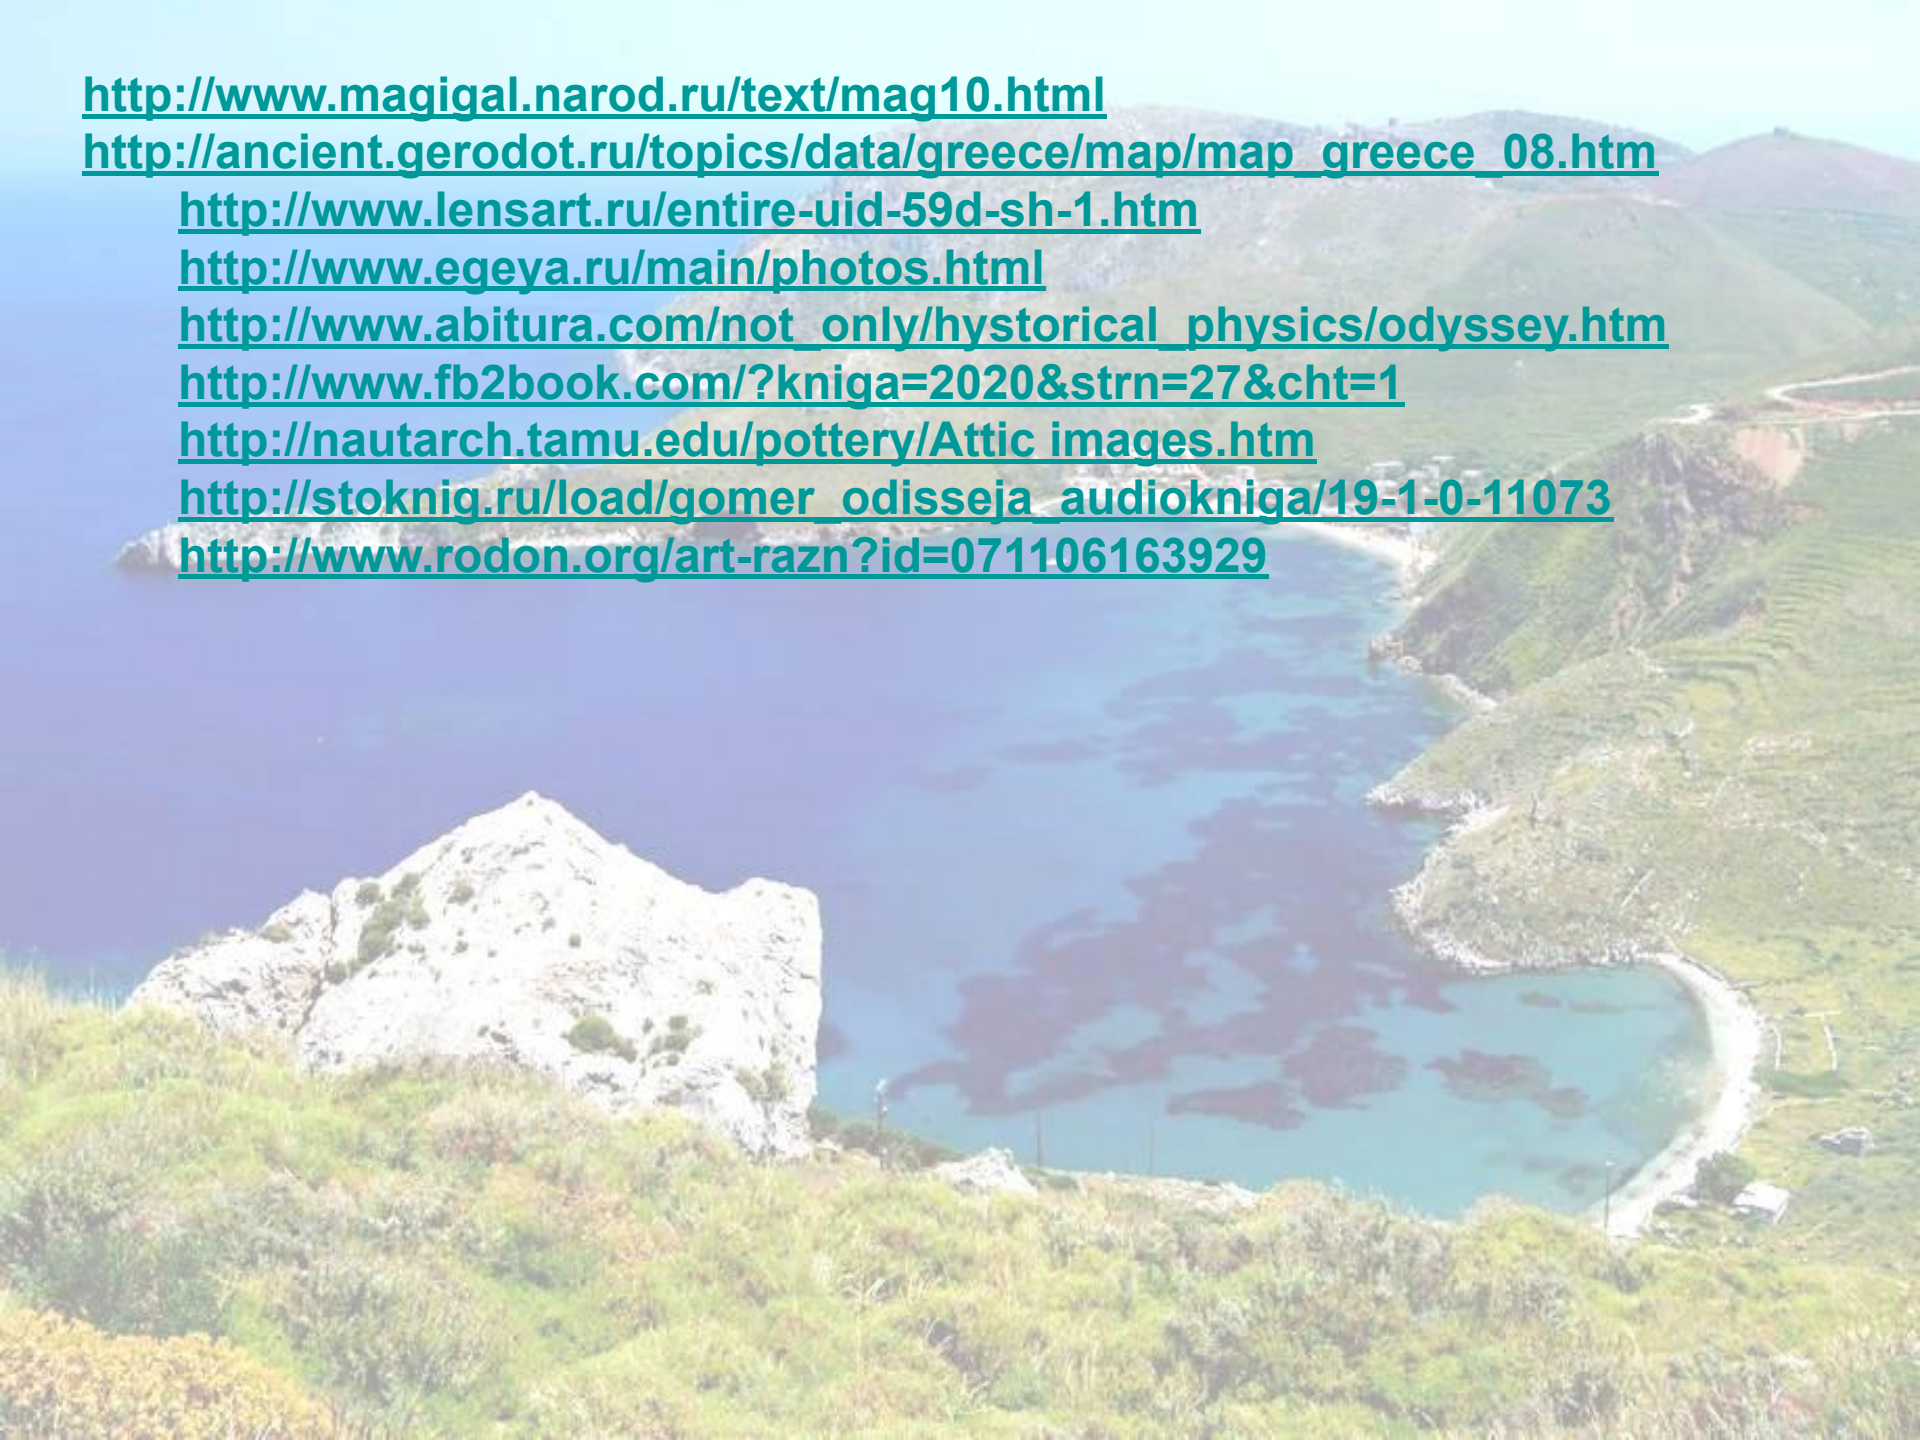 http://www.magigal.narod.ru/text/mag10.html
http://ancient.gerodot.ru/topics/data/greece/map/map_greece_08.htm
http://www.lensart.ru/entire-uid-59d-sh-1.htm
http://www.egeya.ru/main/photos.html
http://www.abitura.com/not_only/hystorical_physics/odyssey.htm
http://www.fb2book.com/?kniga=2020&strn=27&cht=1
http://nautarch.tamu.edu/pottery/Attic images.htm
http://stoknig.ru/load/gomer_odisseja_audiokniga/19-1-0-11073
http://www.rodon.org/art-razn?id=071106163929